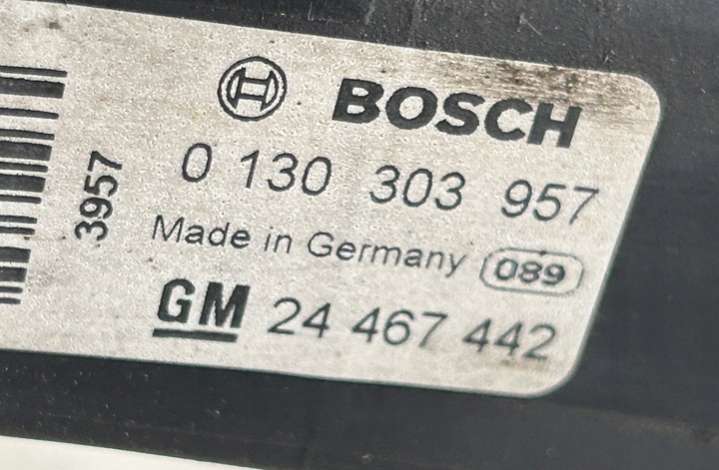 BOSCH
0 130 303 957
Made in Germany 089
GM 24 467 442
3957